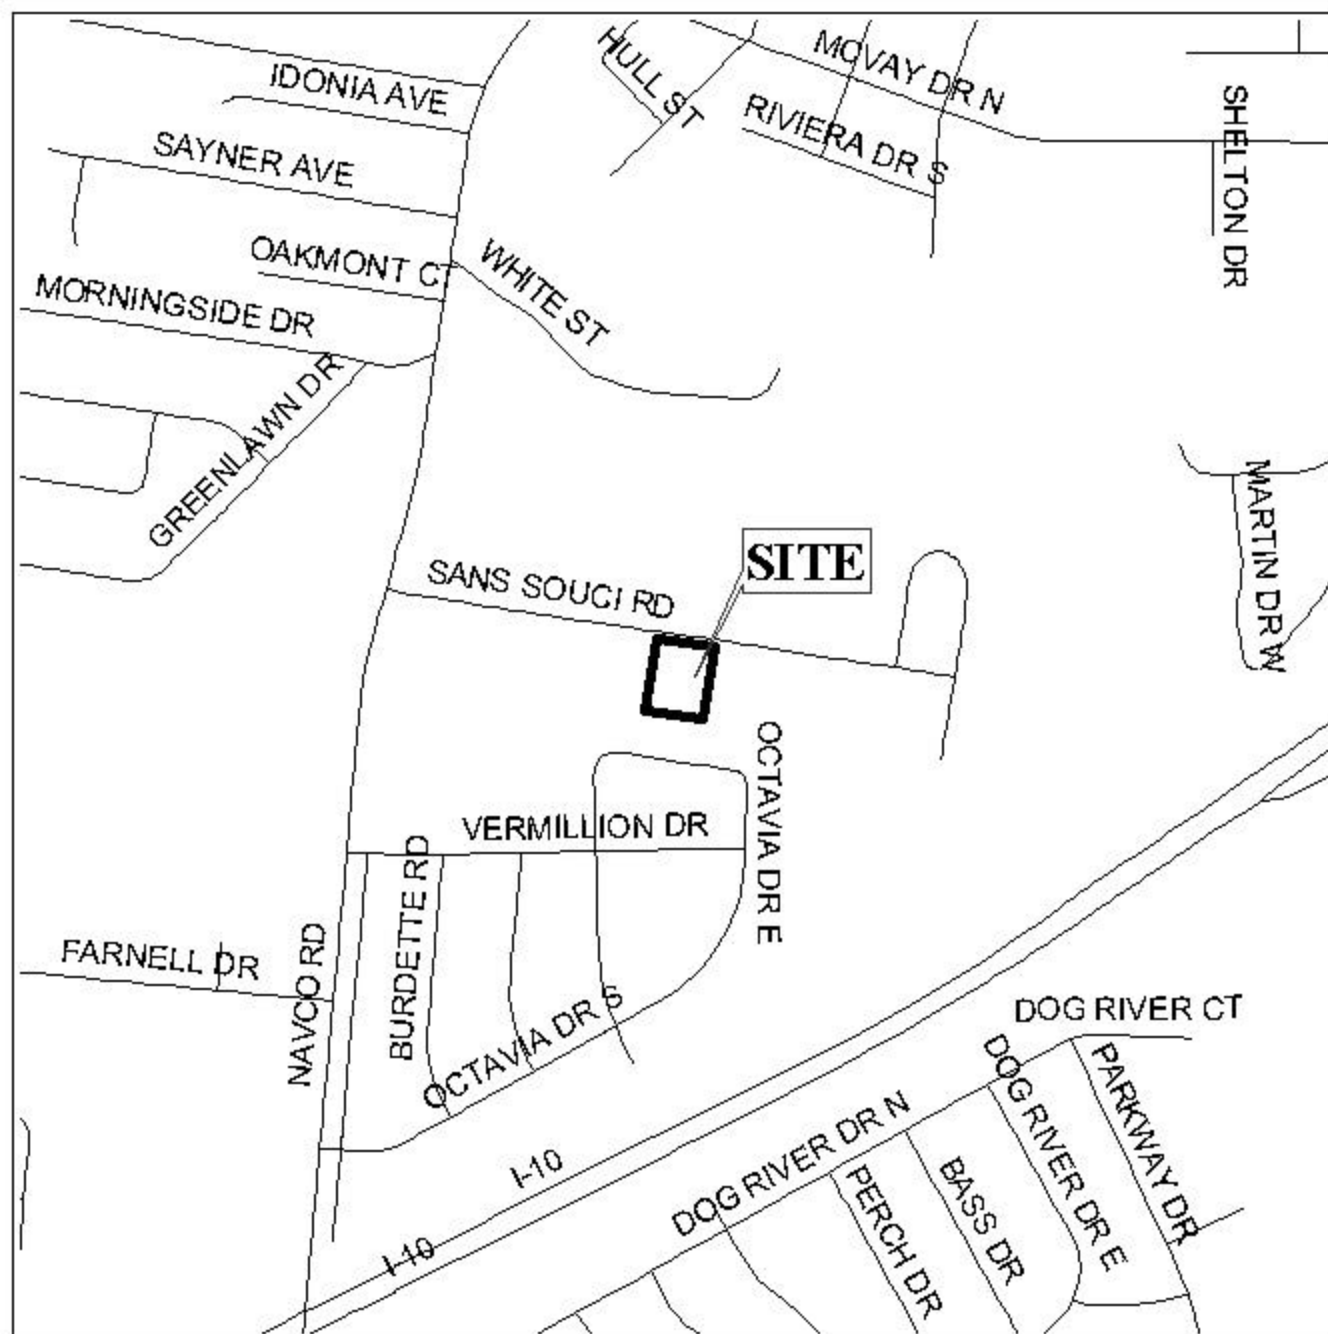 HULL ST
MCVAY DR N
IDONIA AVE
RIVIERA DR S
SHELTON DR
SAYNER AVE
OAKMONT CT
WHITE ST
MORNINGSIDE DR
GREENLAWN DR
MARTIN DR W
SITE
SANS SOUCI RD
OCTAVIA DR E
VERMILLION DR
BURDETTE RD
FARNELL DR
NAVCO RD
OCTAVIA DR S
DOG RIVER CT
DOG RIVER DR E
PARKWAY DR
DOG RIVER DR N
I-10
BASS DR
PERCH DR
I-10